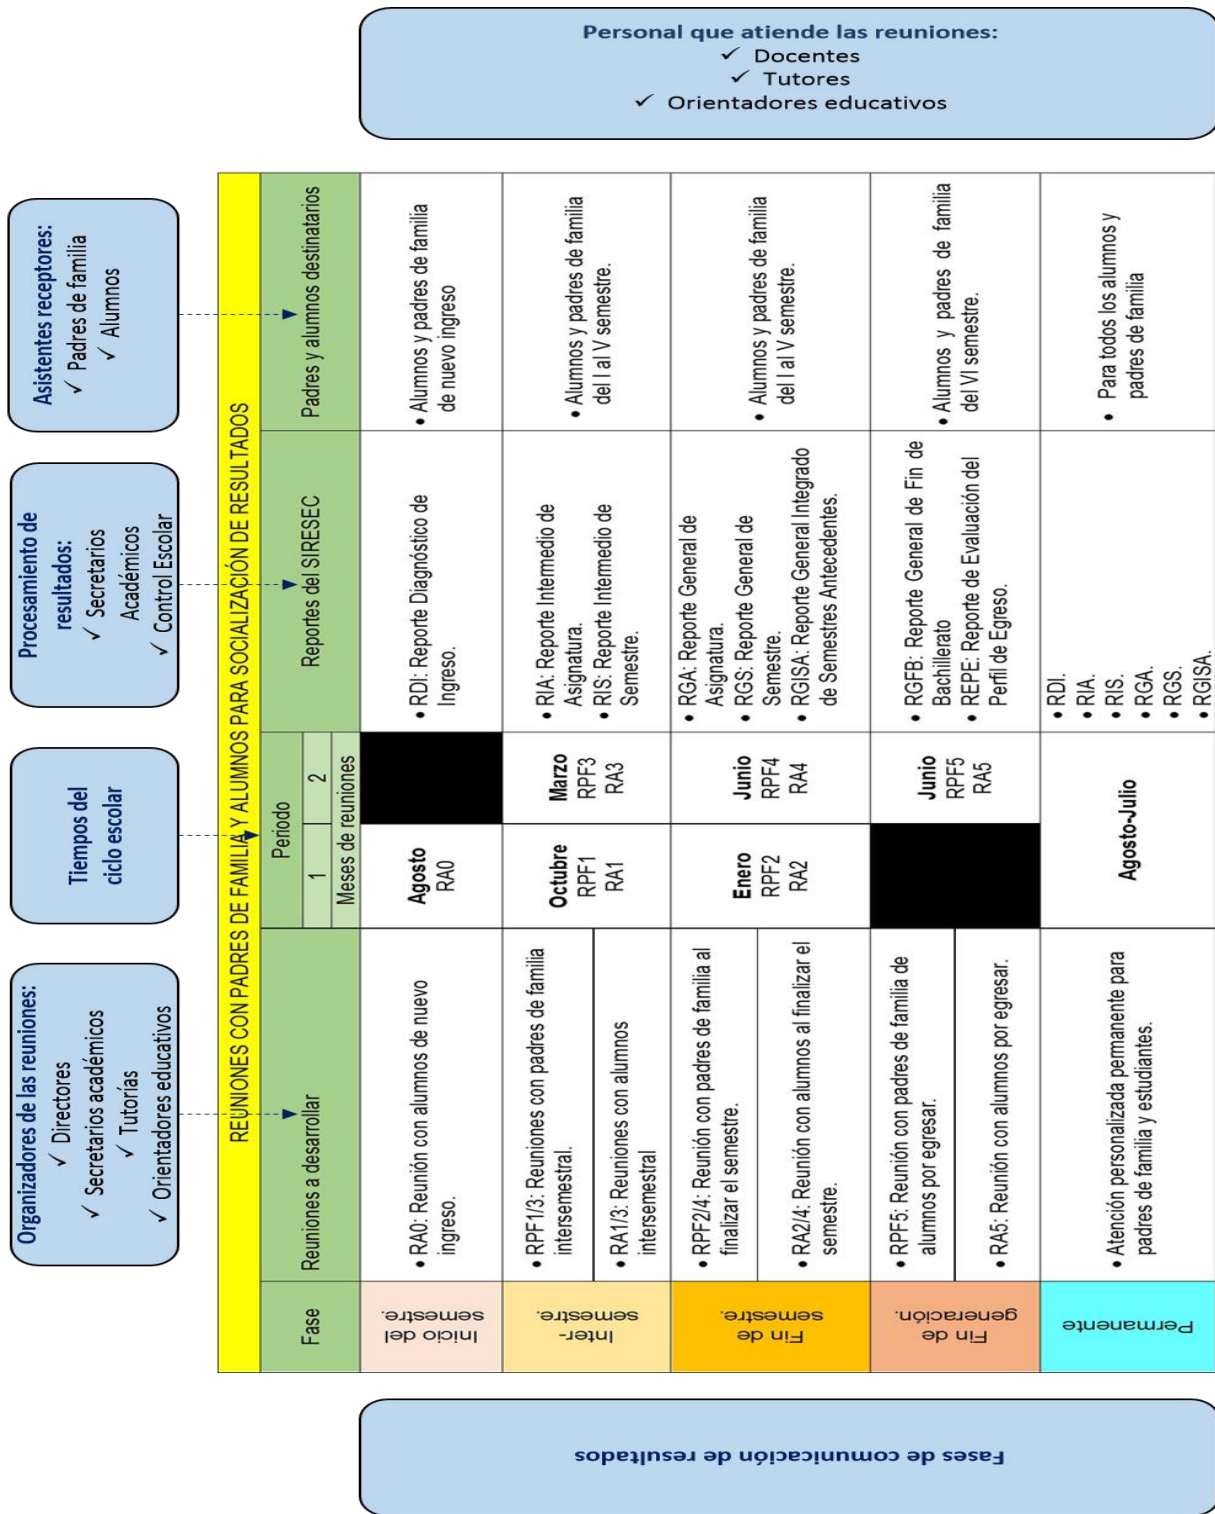 Organizadores de las reuniones:
✓ Directores
✓ Secretarios académicos
✓ Tutorías
✓ Orientadores educativos
Tiempos del
ciclo escolar
Procesamiento de
resultados:
✓ Secretarios
Académicos
✓ Control Escolar
Asistentes receptores:
✓ Padres de familia
✓ Alumnos
Fases de comunicación de resultados
REUNIONES CON PADRES DE FAMILIA Y ALUMNOS PARA SOCIALIZACIÓN DE RESULTADOS
Fase
Reuniones a desarrollar
Periodo
1
2
Meses de reuniones
Reportes del SIRESEC
Padres y alumnos destinatarios
Inicio del
semestre.
• RA0: Reunión con alumnos de nuevo
ingreso.
Agosto
RA0
• RDI: Reporte Diagnóstico de
Ingreso.
• Alumnos y padres de familia
de nuevo ingreso
Inter-
semestre.
• RPF1/3: Reuniones con padres de familia
intersemestral.
• RA1/3: Reuniones con alumnos
intersemestral
Octubre
RPF1
RA1
Marzo
RPF3
RA3
• RIA: Reporte Intermedio de
Asignatura.
• RIS: Reporte Intermedio de
Semestre.
• Alumnos y padres de familia
del I al V semestre.
Fin de
semestre.
• RPF2/4: Reunión con padres de familia al
finalizar el semestre.
• RA2/4: Reunión con alumnos al finalizar el
semestre.
Enero
RPF2
RA2
Junio
RPF4
RA4
• RGA: Reporte General de
Asignatura.
• RGS: Reporte General de
Semestre.
• RGISA: Reporte General Integrado
de Semestres Antecedentes.
• Alumnos y padres de familia
del I al V semestre.
Fin de
generación.
• RPF5: Reunión con padres de familia de
alumnos por egresar.
• RA5: Reunión con alumnos por egresar.
Junio
RPF5
RA5
• RGFB: Reporte General de Fin de
Bachillerato
• REPE: Reporte de Evaluación del
Perfil de Egreso.
• Alumnos y padres de familia
del VI semestre.
Permanente
• Atención personalizada permanente para
padres de familia y estudiantes.
Agosto-Julio
• RDI.
• RIA.
• RIS.
• RGA.
• RGS.
• RGISA.
• Para todos los alumnos y
padres de familia
Personal que atiende las reuniones:
✓ Docentes
✓ Tutores
✓ Orientadores educativos